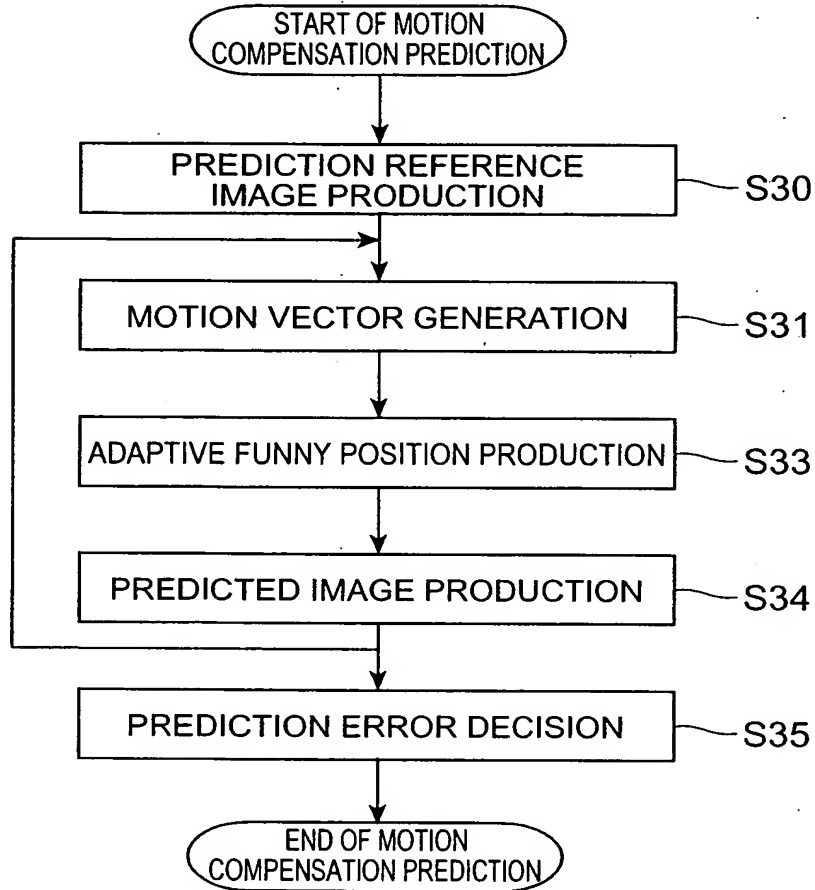 START OF MOTION
COMPENSATION PREDICTION
PREDICTION REFERENCE
IMAGE PRODUCTION
S30
MOTION VECTOR GENERATION
S31
ADAPTIVE FUNNY POSITION PRODUCTION
S33
PREDICTED IMAGE PRODUCTION
S34
PREDICTION ERROR DECISION
S35
END OF MOTION
COMPENSATION PREDICTION